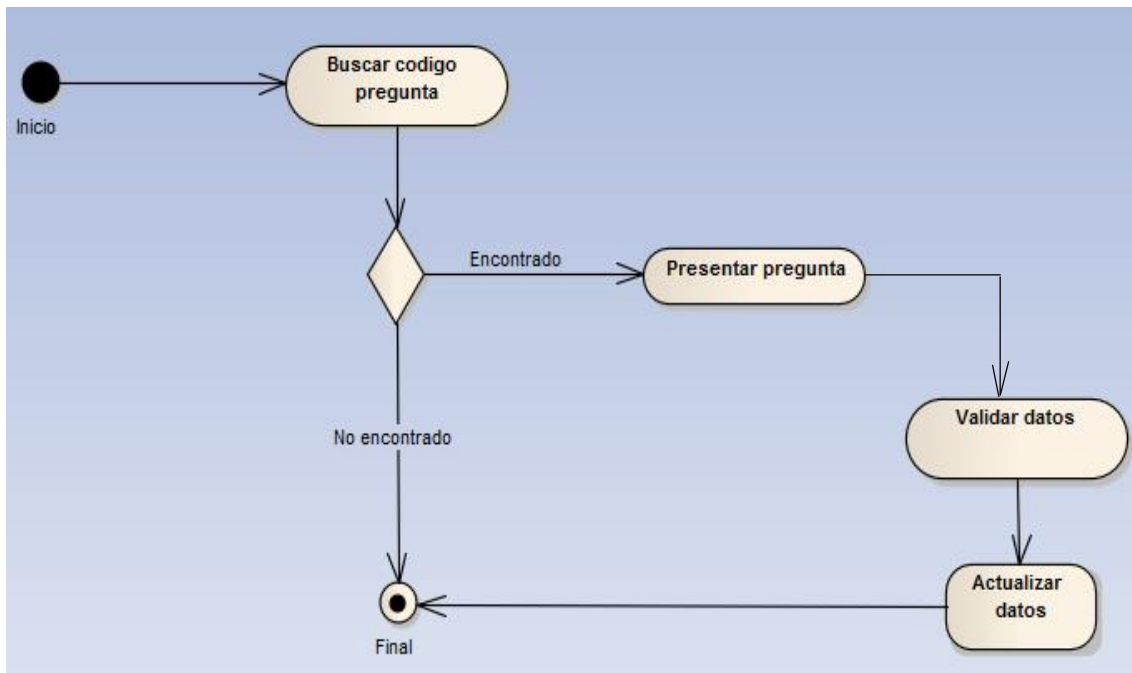 Buscar codigo
pregunta
Inicio
Encontrado
Presentar pregunta
Validar datos
No encontrado
Actualizar
datos
Final